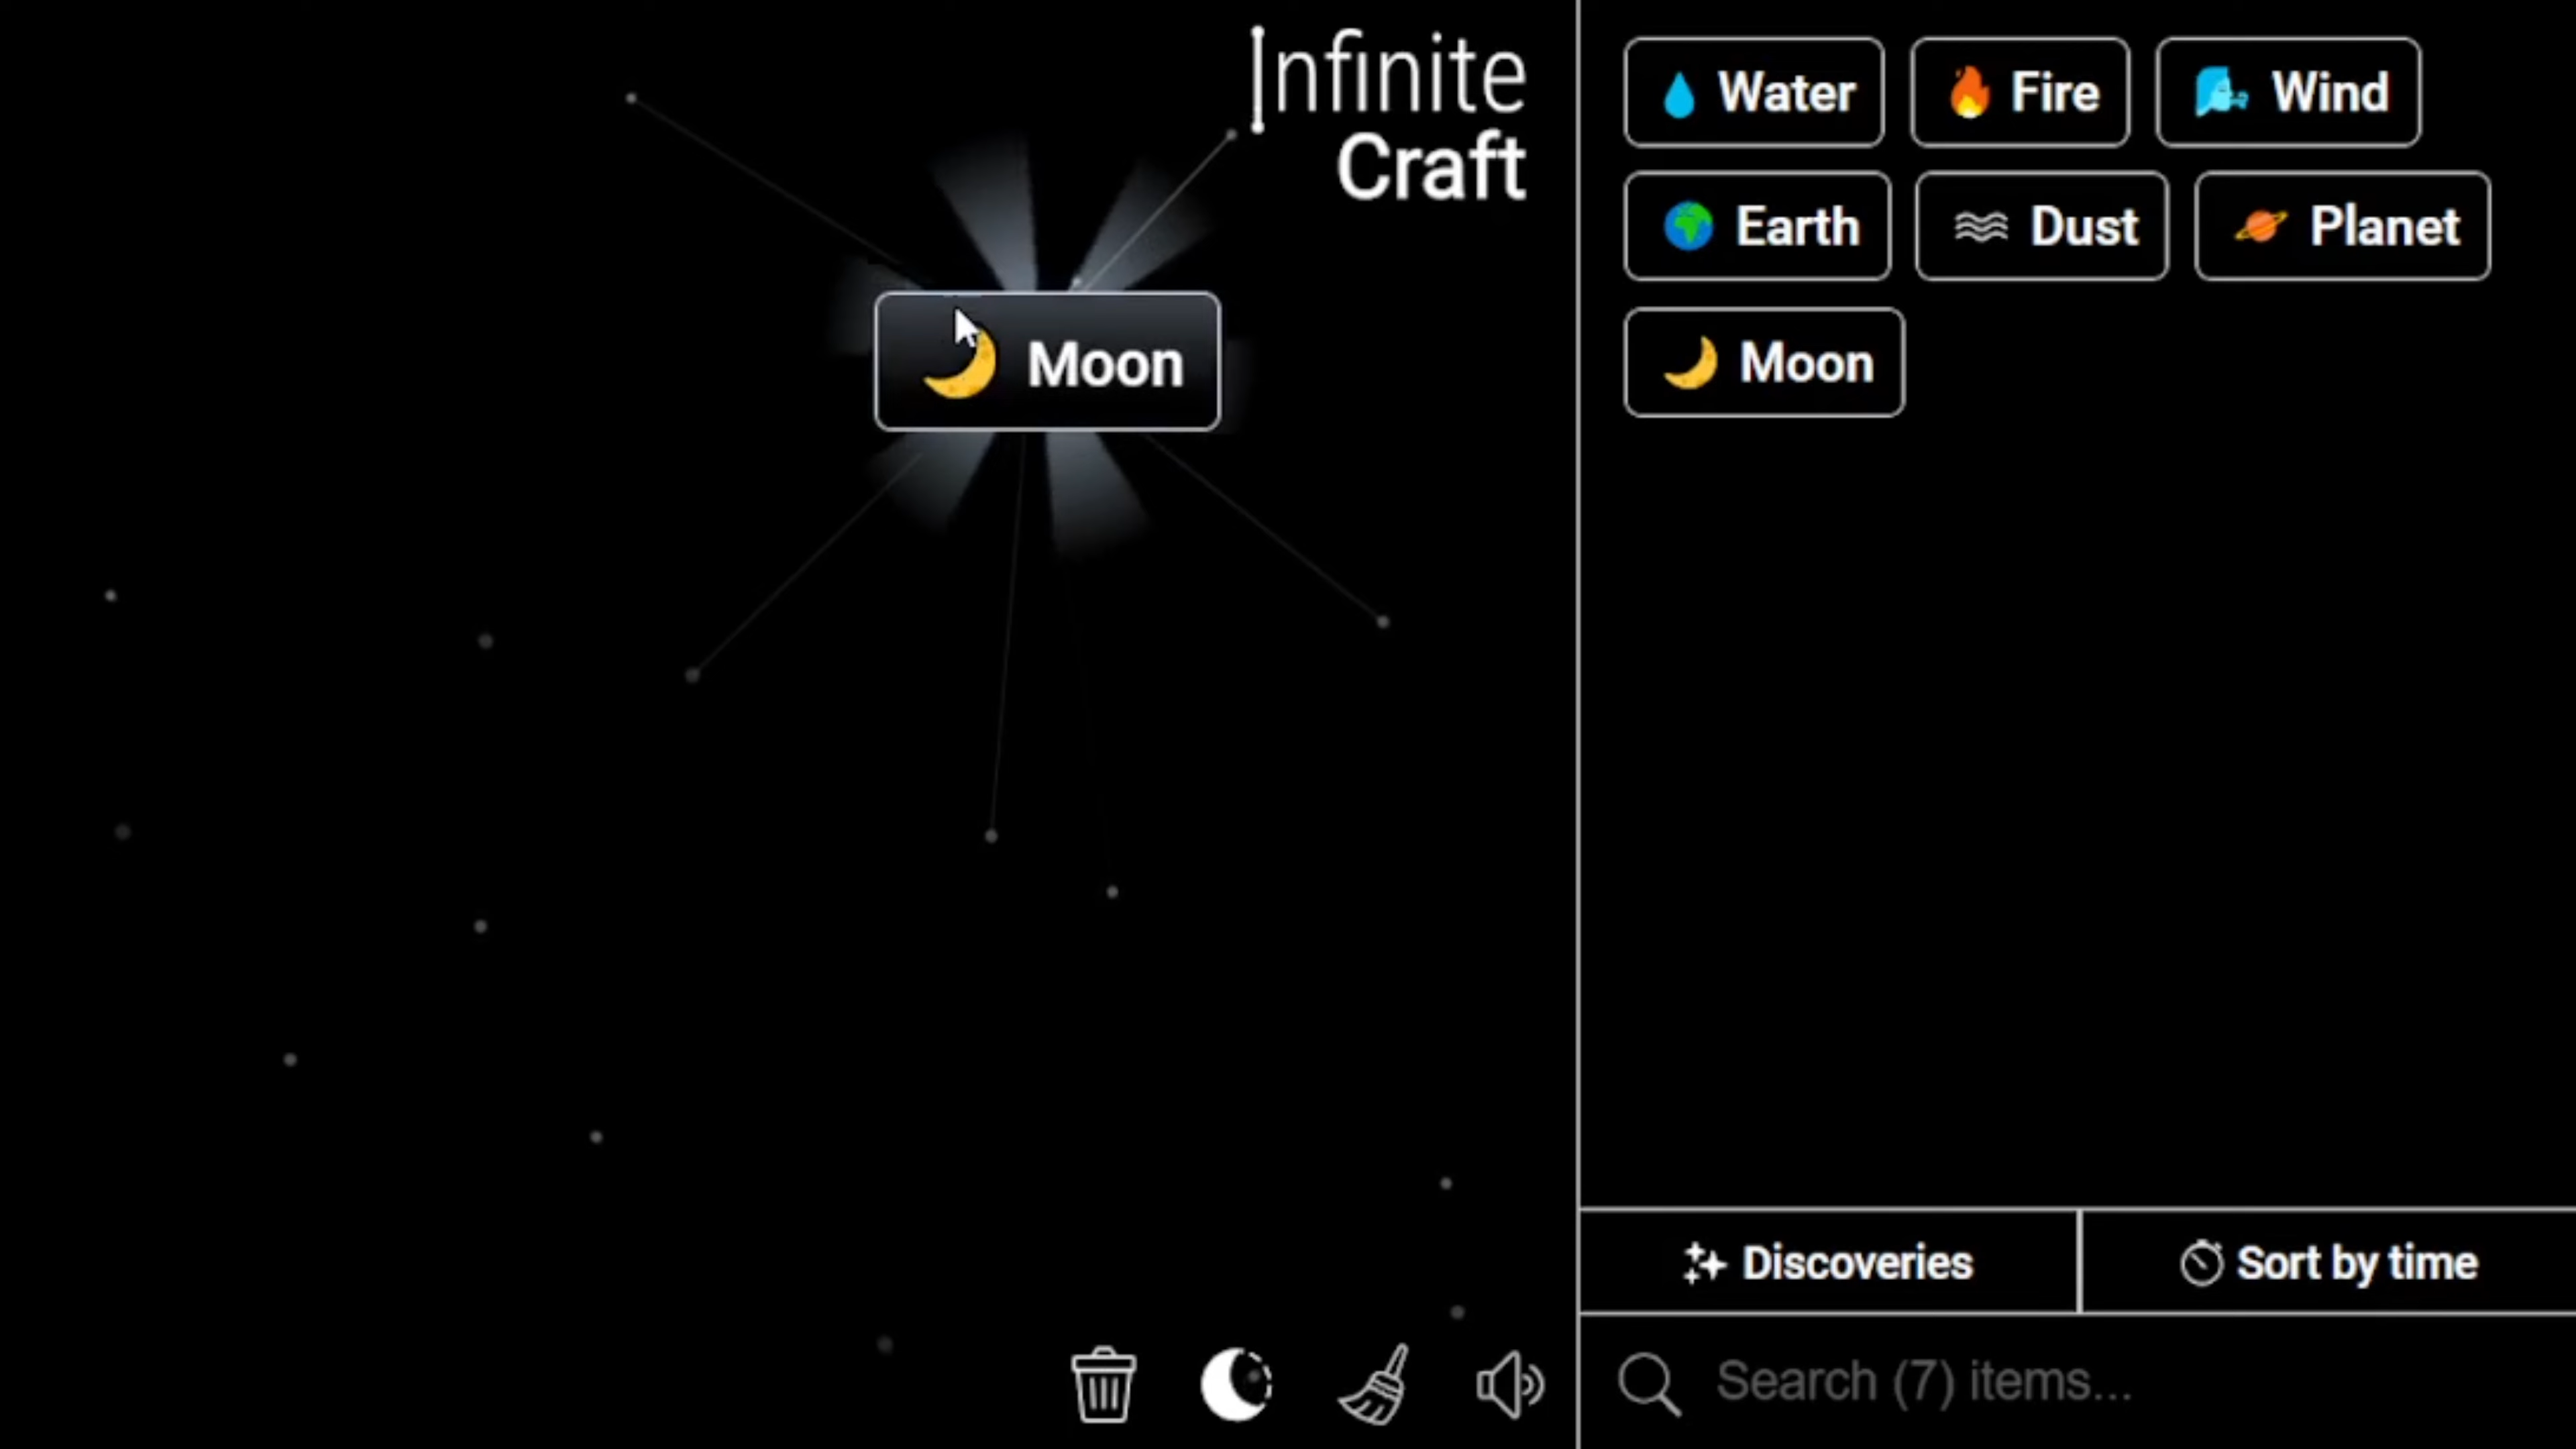 Infinite
Craft
Moon
Water
Fire
Wind
Earth
Dust
Planet
Moon
Discoveries
Sort by time
Search (7) items...